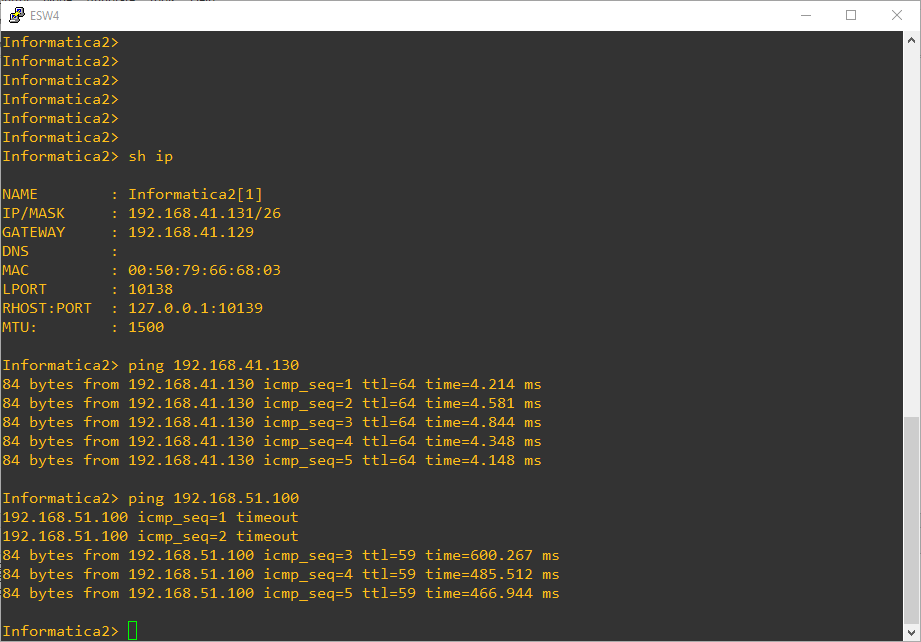 ESW4
Informatica2>
Informatica2>
Informatica2>
Informatica2>
Informatica2>
Informatica2>
Informatica2> sh ip
NAME : Informatica2[1]
IP/MASK : 192.168.41.131/26
GATEWAY : 192.168.41.129
DNS :
MAC : 00:50:79:66:68:03
LPORT : 10138
RHOST:PORT : 127.0.0.1:10139
MTU: : 1500
Informatica2> ping 192.168.41.130
84 bytes from 192.168.41.130 icmp_seq=1 ttl=64 time=4.214 ms
84 bytes from 192.168.41.130 icmp_seq=2 ttl=64 time=4.581 ms
84 bytes from 192.168.41.130 icmp_seq=3 ttl=64 time=4.844 ms
84 bytes from 192.168.41.130 icmp_seq=4 ttl=64 time=4.348 ms
84 bytes from 192.168.41.130 icmp_seq=5 ttl=64 time=4.148 ms
Informatica2> ping 192.168.51.100
192.168.51.100 icmp_seq=1 timeout
192.168.51.100 icmp_seq=2 timeout
84 bytes from 192.168.51.100 icmp_seq=3 ttl=59 time=600.267 ms
84 bytes from 192.168.51.100 icmp_seq=4 ttl=59 time=485.512 ms
84 bytes from 192.168.51.100 icmp_seq=5 ttl=59 time=466.944 ms
Informatica2>